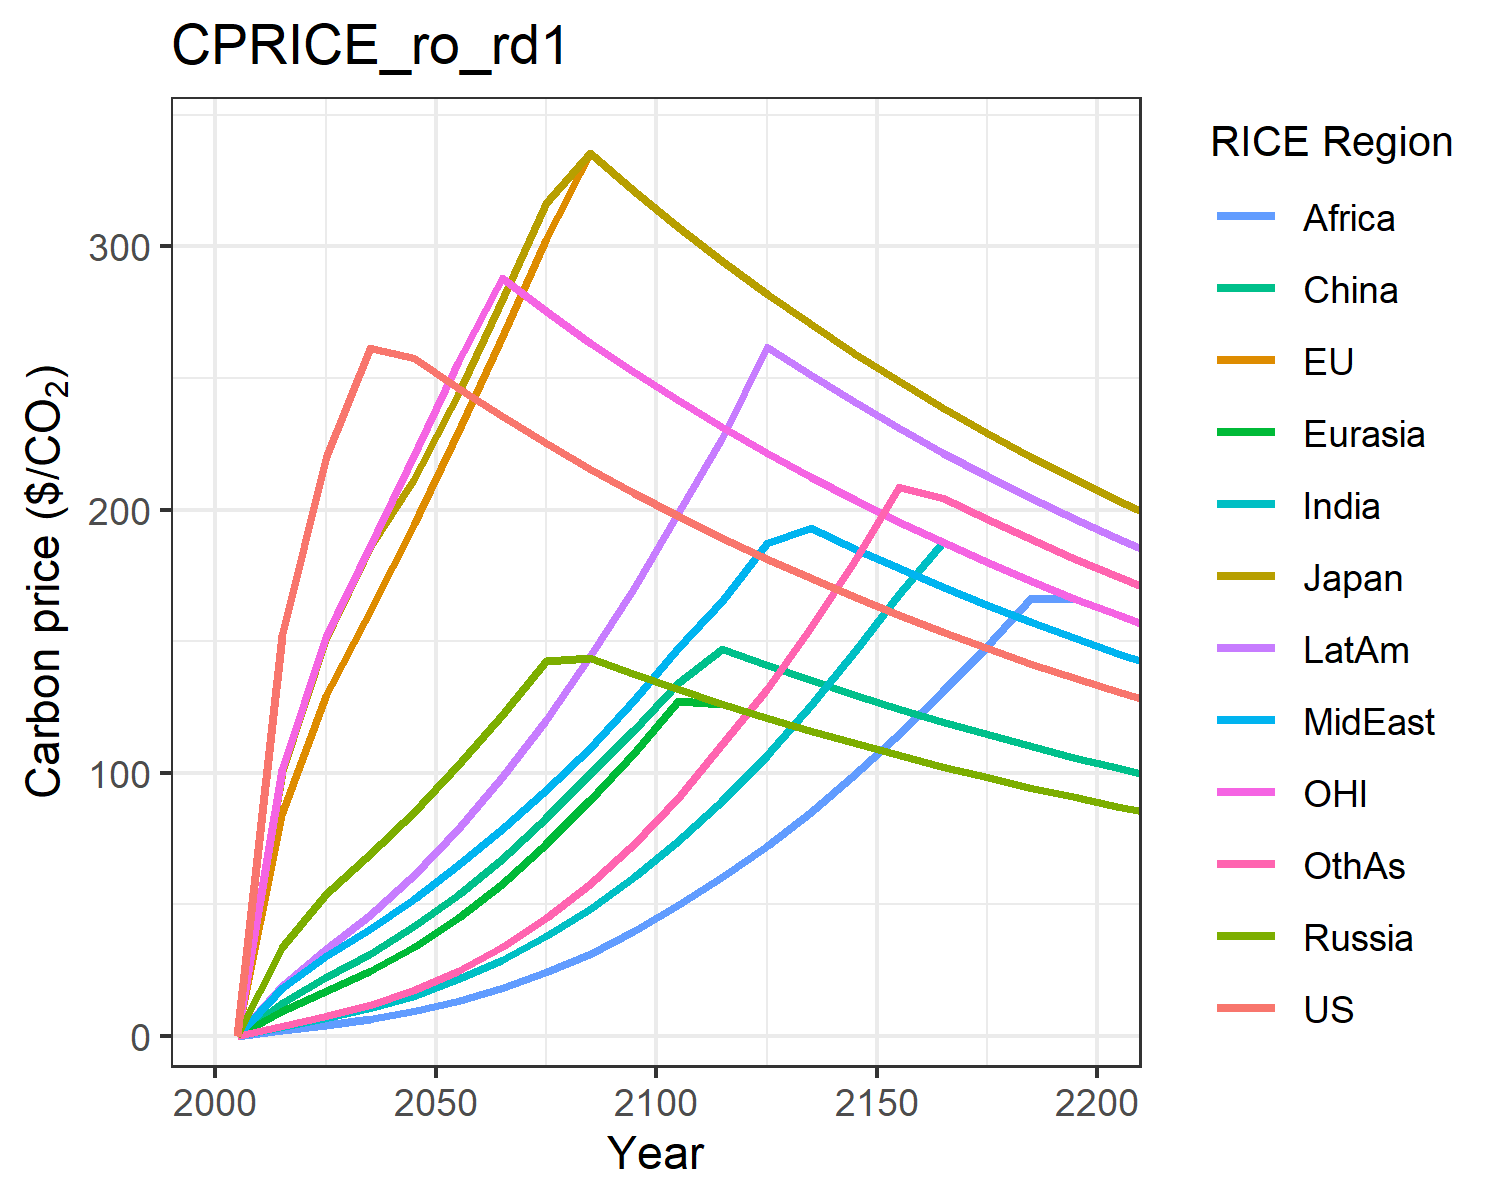 CPRICE_ro_rd1
Carbon price ($/CO₂)
300
200
100
0
2000 2050 2100 2150 2200
Year
RICE Region
Africa
China
EU
Eurasia
India
Japan
LatAm
MidEast
OHI
OthAs
Russia
US